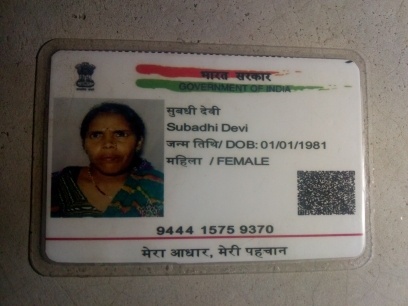 भारत सरकार
GOVERNMENT OF INDIA
सुबधी देवी
Subadhi Devi
जन्म तिथि/ DOB: 01/01/1981
महिला / FEMALE
9444 1575 9370
मेरा आधार, मेरी पहचान